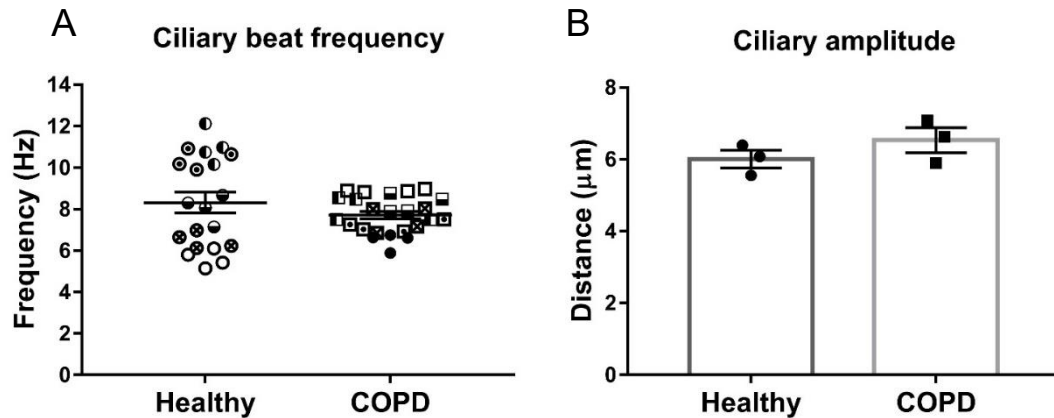 A
Ciliary beat frequency
Frequency (Hz)
14
12
10
8
6
4
2
0
Healthy
COPD
B
Ciliary amplitude
Distance (μm)
8
6
4
2
0
Healthy
COPD